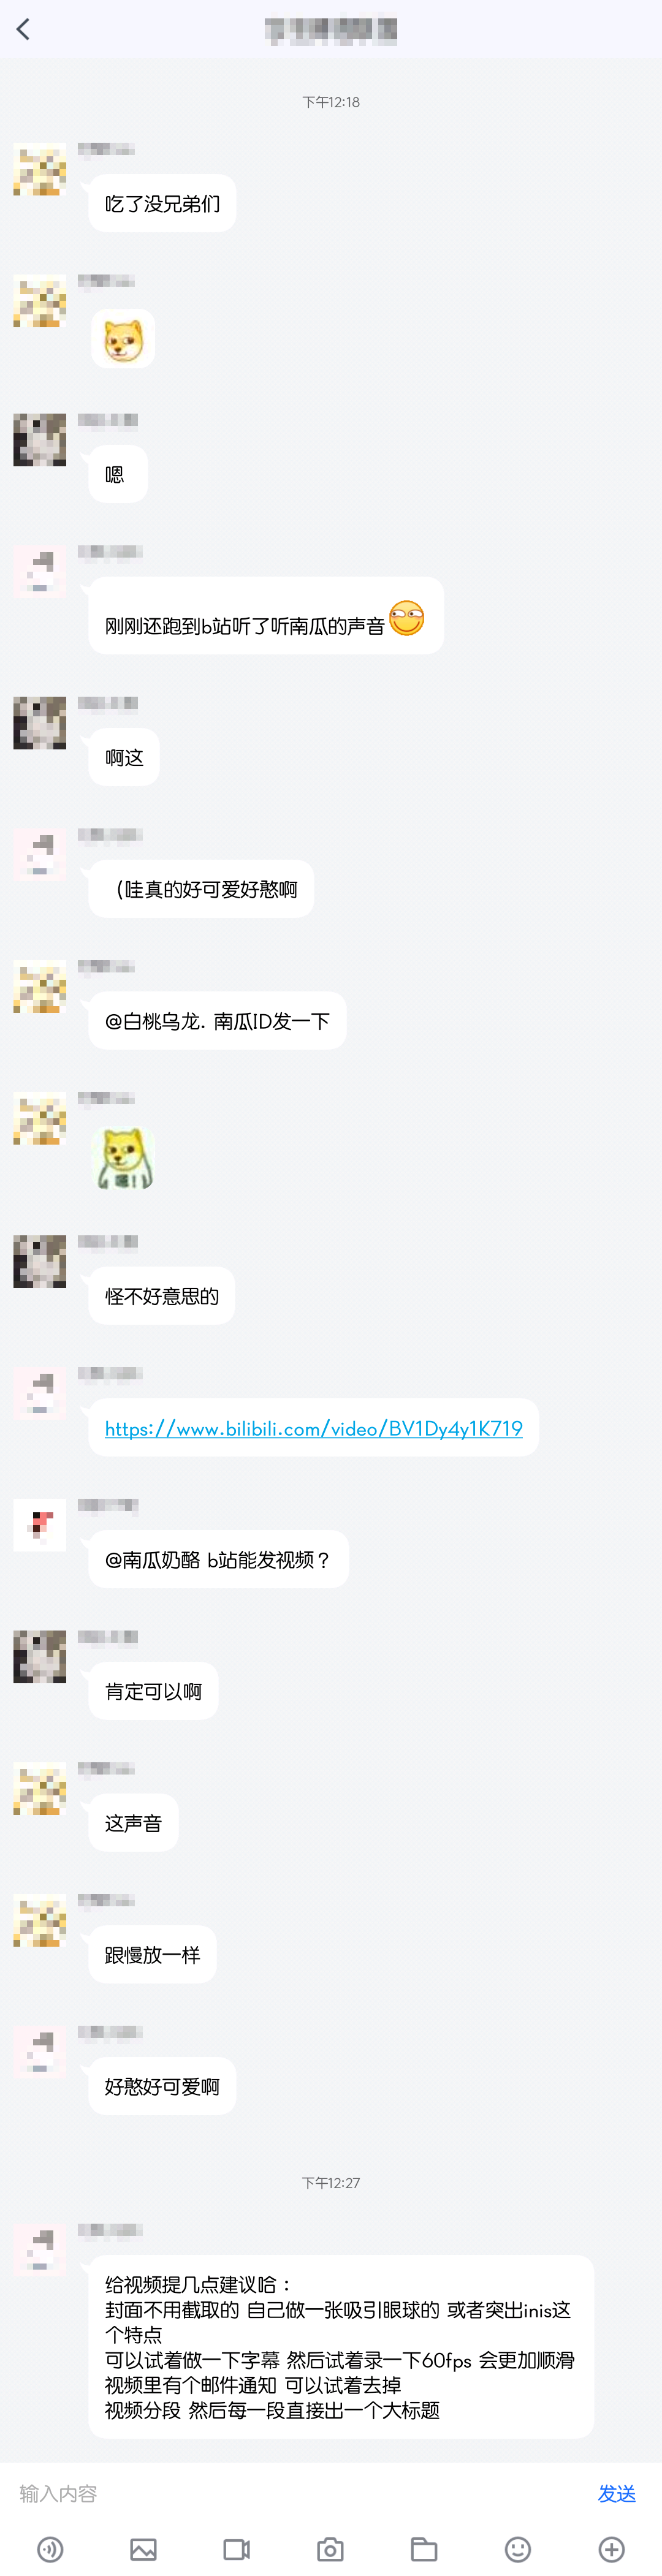 下午12:18
吃了没兄弟们
嗯
刚刚还跑到b站听了听南瓜的声音
啊这
（哇真的好可爱好憨啊
@白桃乌龙. 南瓜ID发一下
嘿!!
怪不好意思的
https://www.bilibili.com/video/BV1Dy4y1K719
@南瓜奶酪 b站能发视频？
肯定可以啊
这声音
跟慢放一样
好憨好可爱啊
下午12:27
给视频提几点建议哈：
封面不用截取的 自己做一张吸引眼球的 或者突出inis这
个特点
可以试着做一下字幕 然后试着录一下60fps 会更加顺滑
视频里有个邮件通知 可以试着去掉
视频分段 然后每一段直接出一个大标题
输入内容
发送